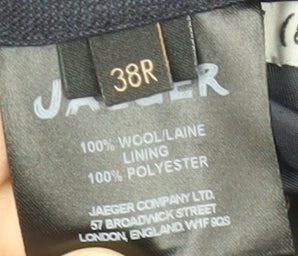 38R
JAEGER
100% WOOL/LAINE
LINING
100% POLYESTER
JAEGER COMPANY LTD.
57 BROADWICK STREET
LONDON, ENGLAND. W1F 9QS